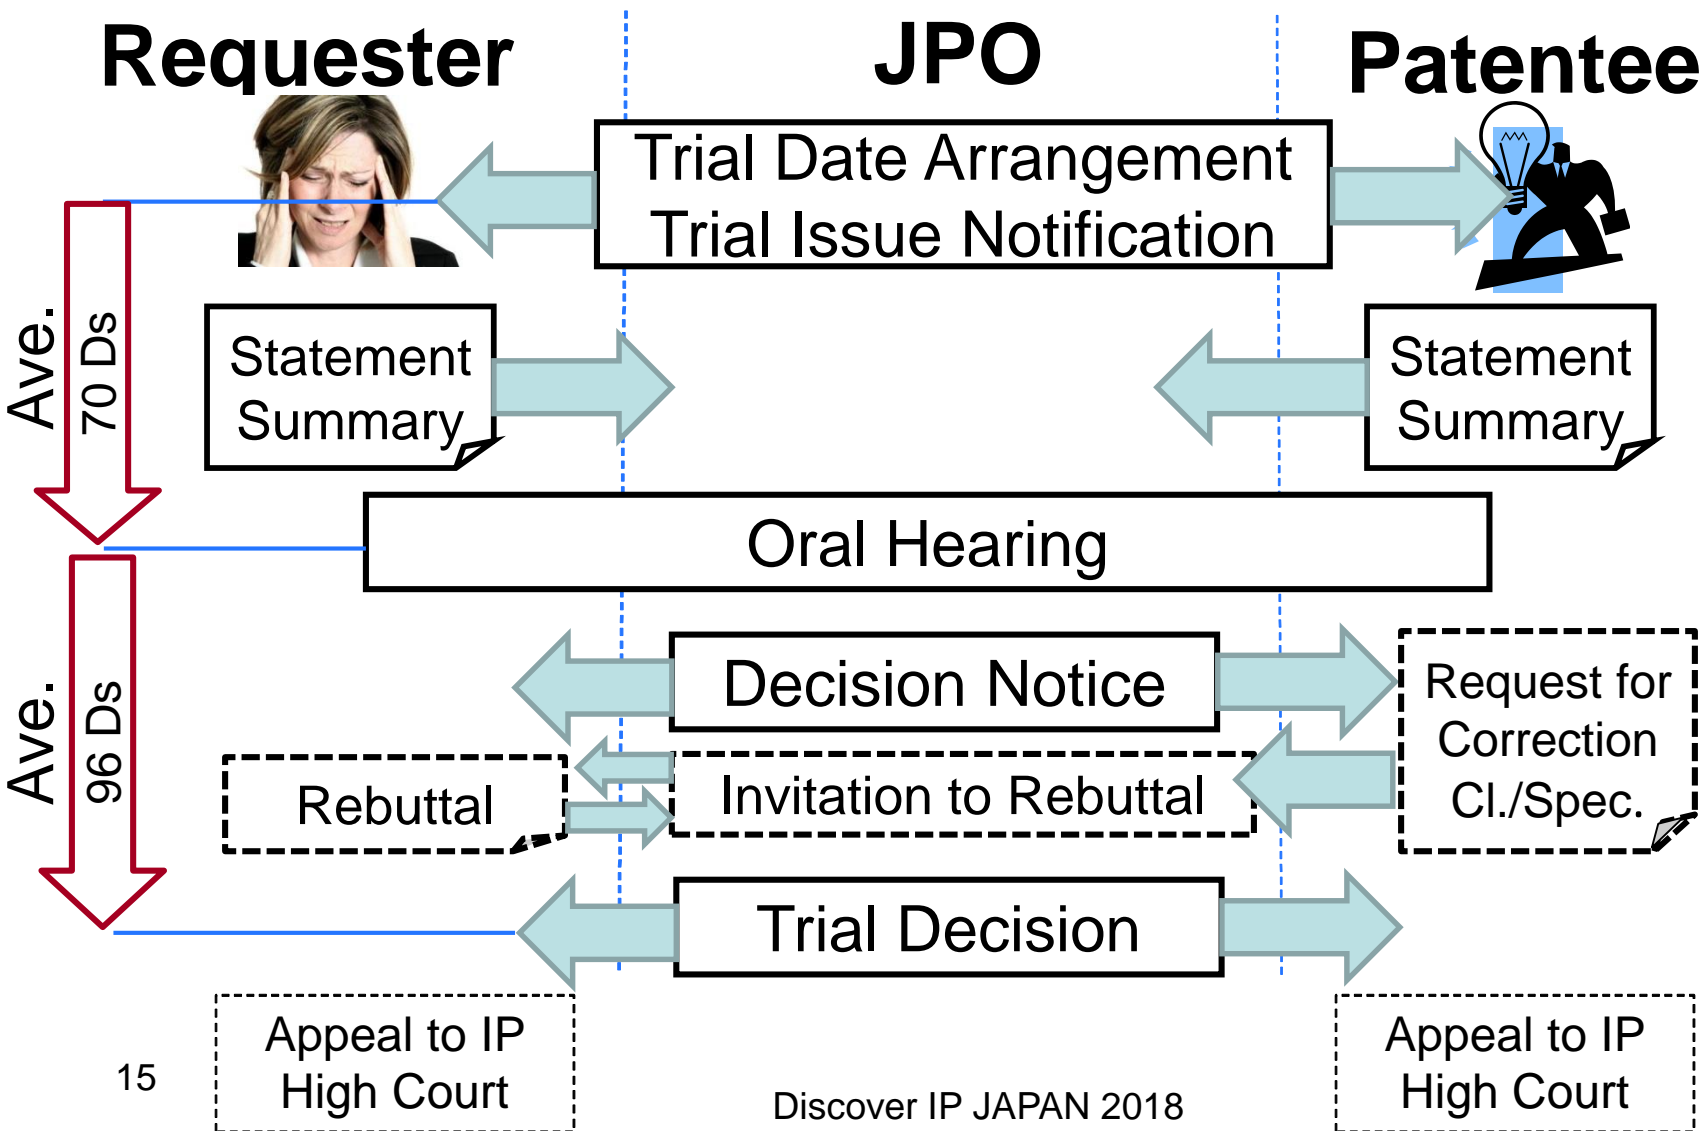 Requester
JPO
Patentee
Trial Date Arrangement
Trial Issue Notification
Ave.
70 Ds
Statement
Summary
Statement
Summary
Oral Hearing
Ave.
96 Ds
Decision Notice
Request for
Correction
Cl./Spec.
Rebuttal
Invitation to Rebuttal
Trial Decision
Appeal to IP
High Court
Appeal to IP
High Court
15
Discover IP JAPAN 2018